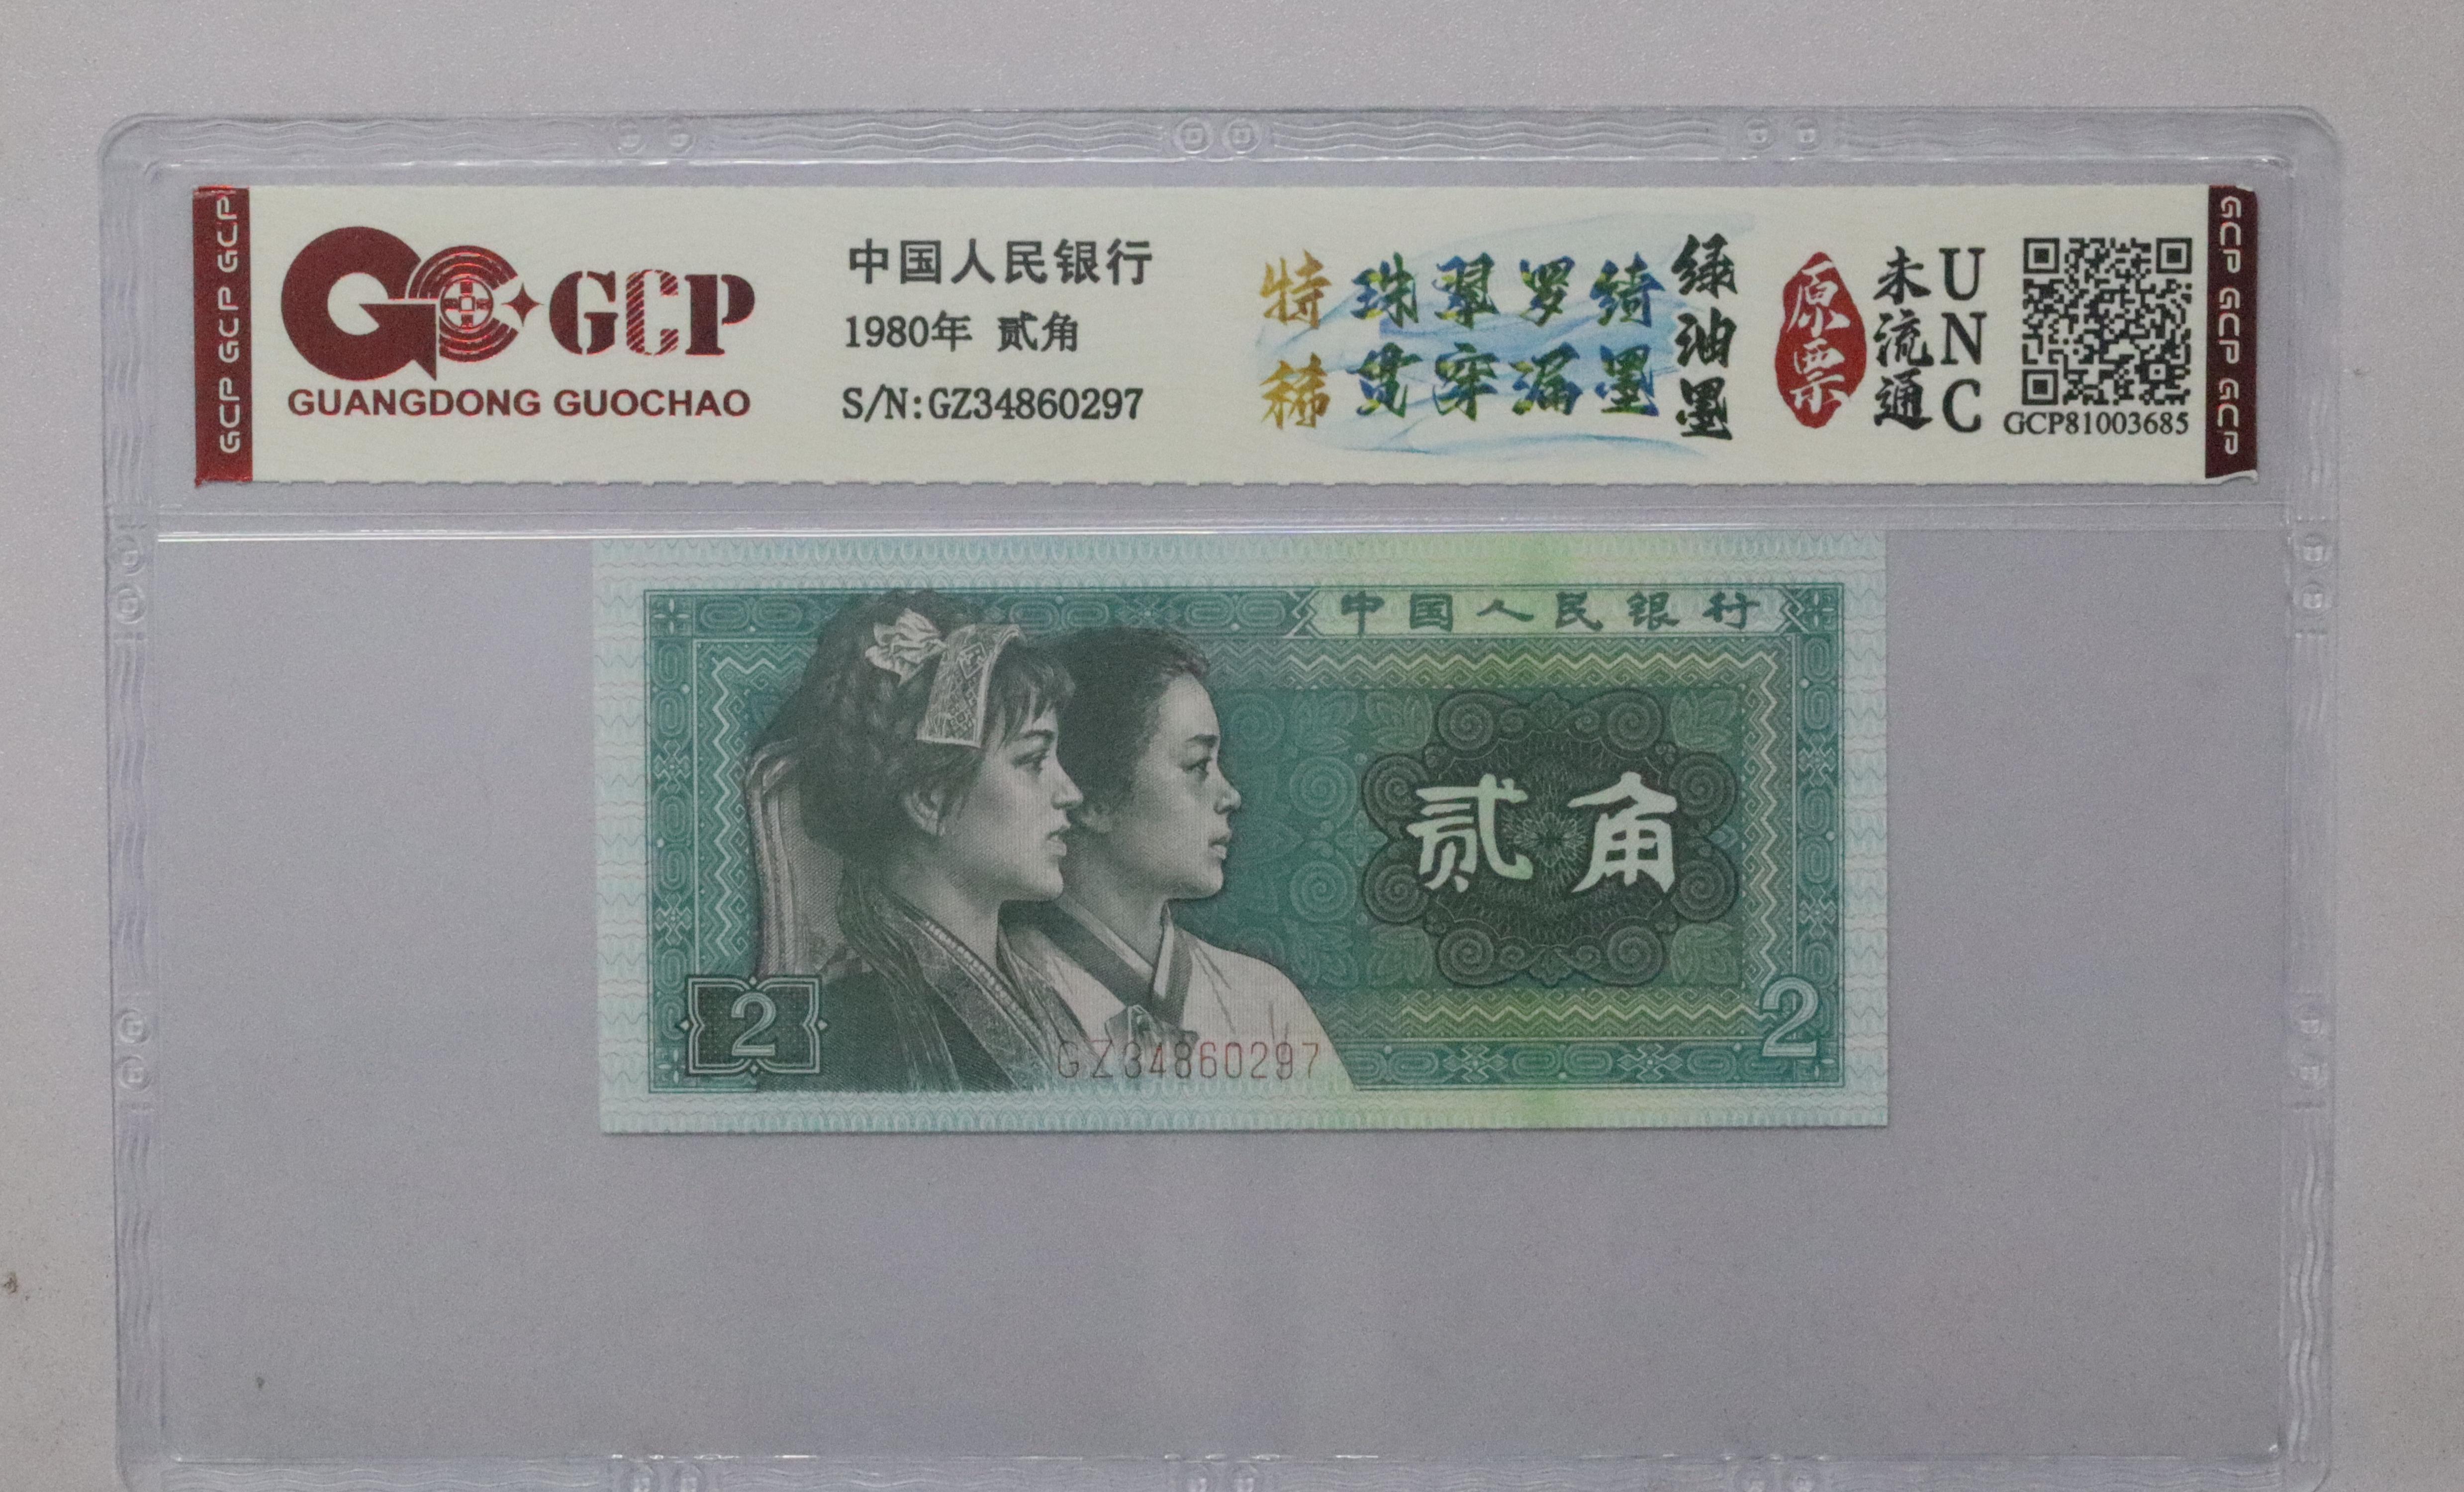 GCP GCP GCP
GCP
GUANGDONG GUOCHAO
中国人民银行
1980年 贰角
S/N:GZ34860297
特稀
珠翠罗绮
贯穿漏墨
绿油墨
原票
未流通
UNC
GCP81003685
GCP GCP GCP
中国人民银行
贰角
2
2
GZ34860297